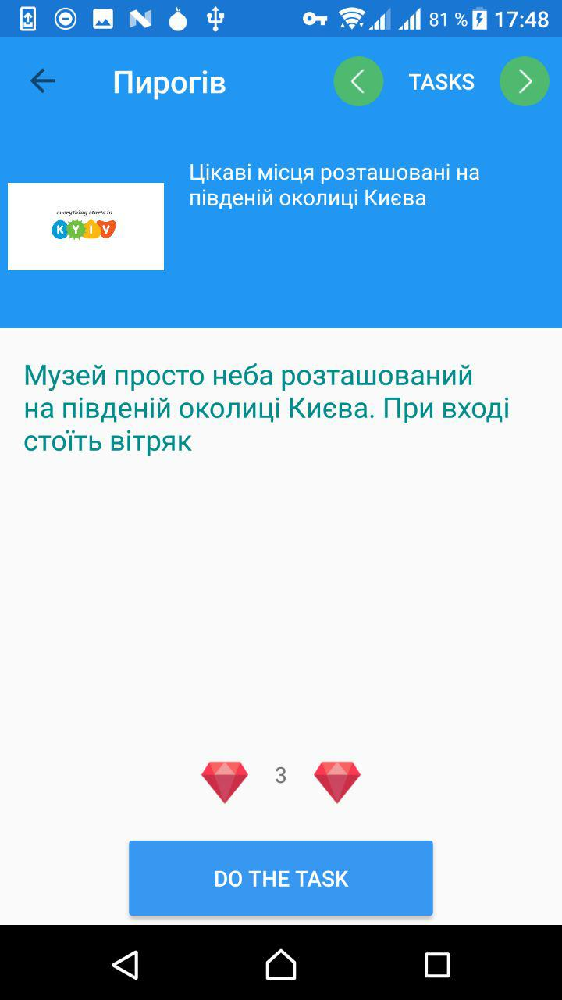 81 % 17:48
Пирогів
TASKS
Цікаві місця розташовані на
південій околиці Києва
everything starts in
KYIV
Музей просто неба розташований
на південій околиці Києва. При вході
стоїть вітряк
3
DO THE TASK